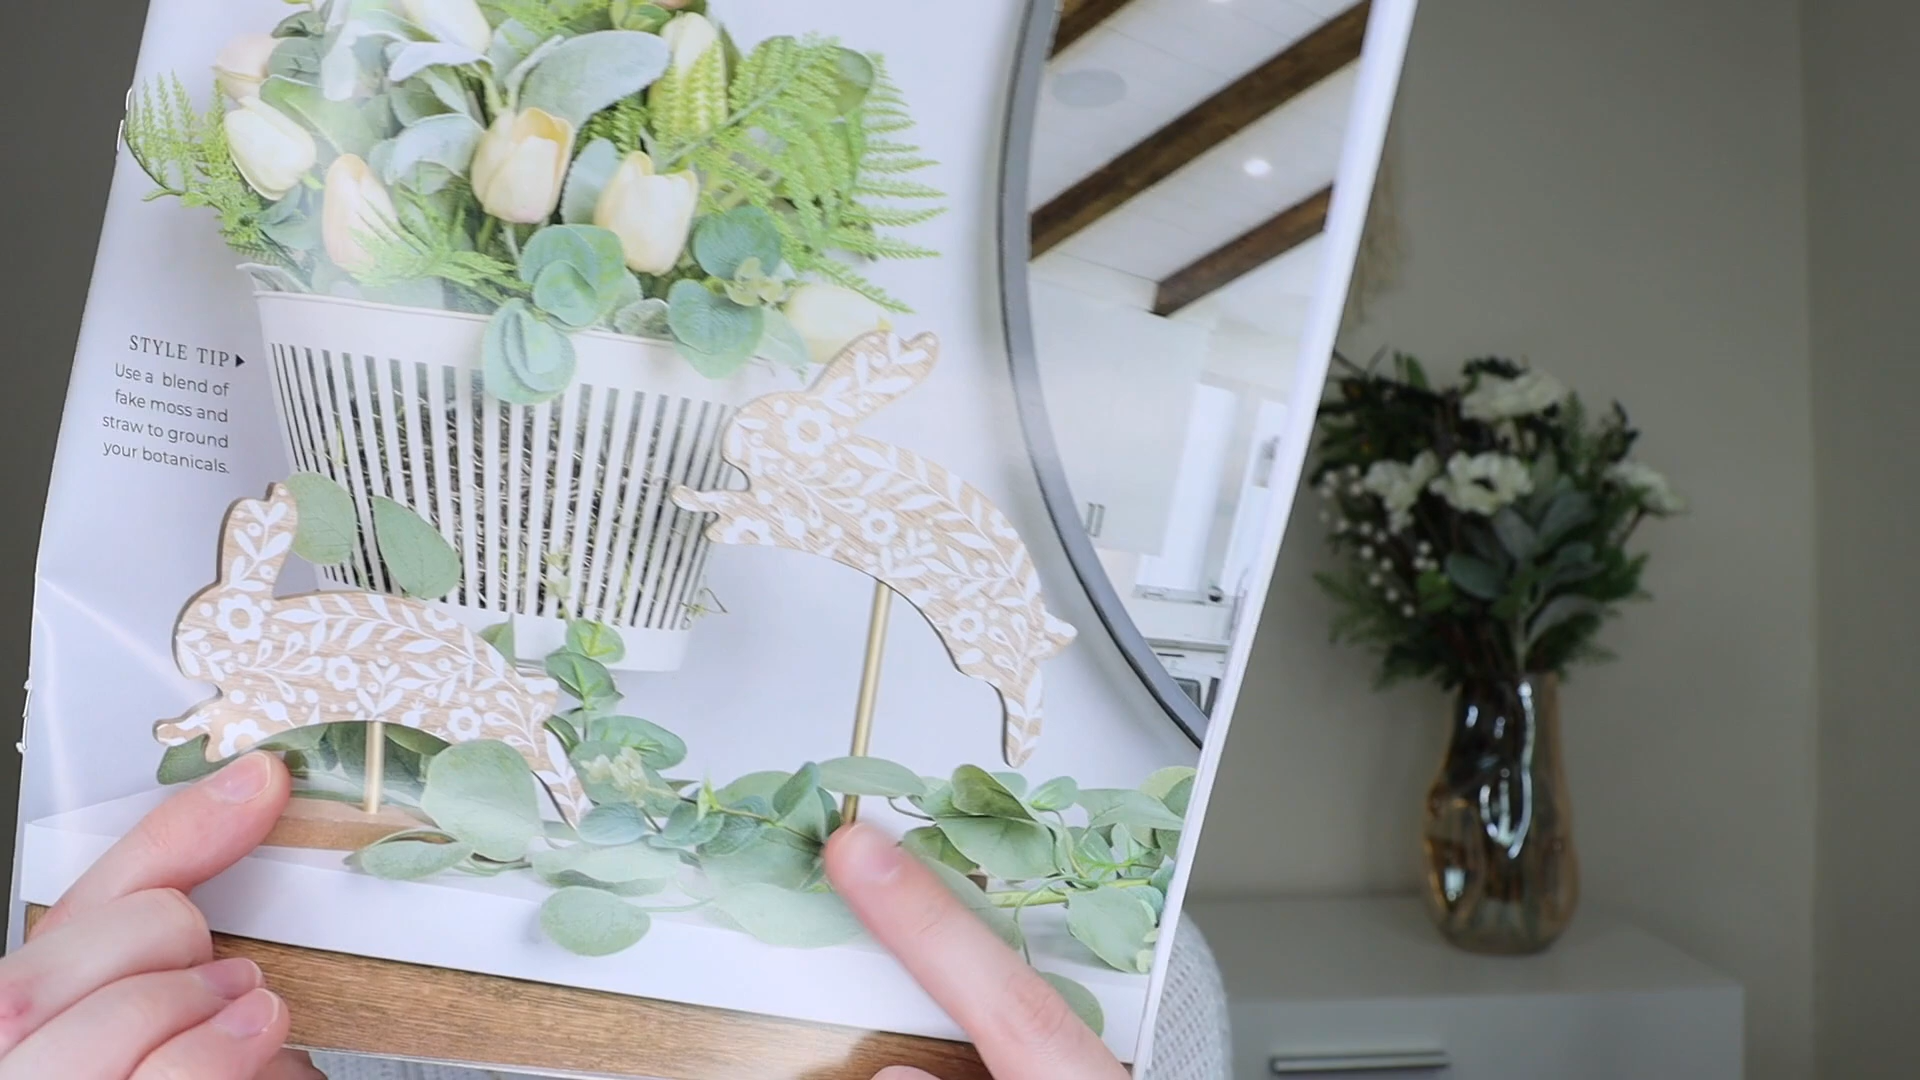 STYLE TIP
Use a blend of
fake moss and
straw to ground
your botanicals.